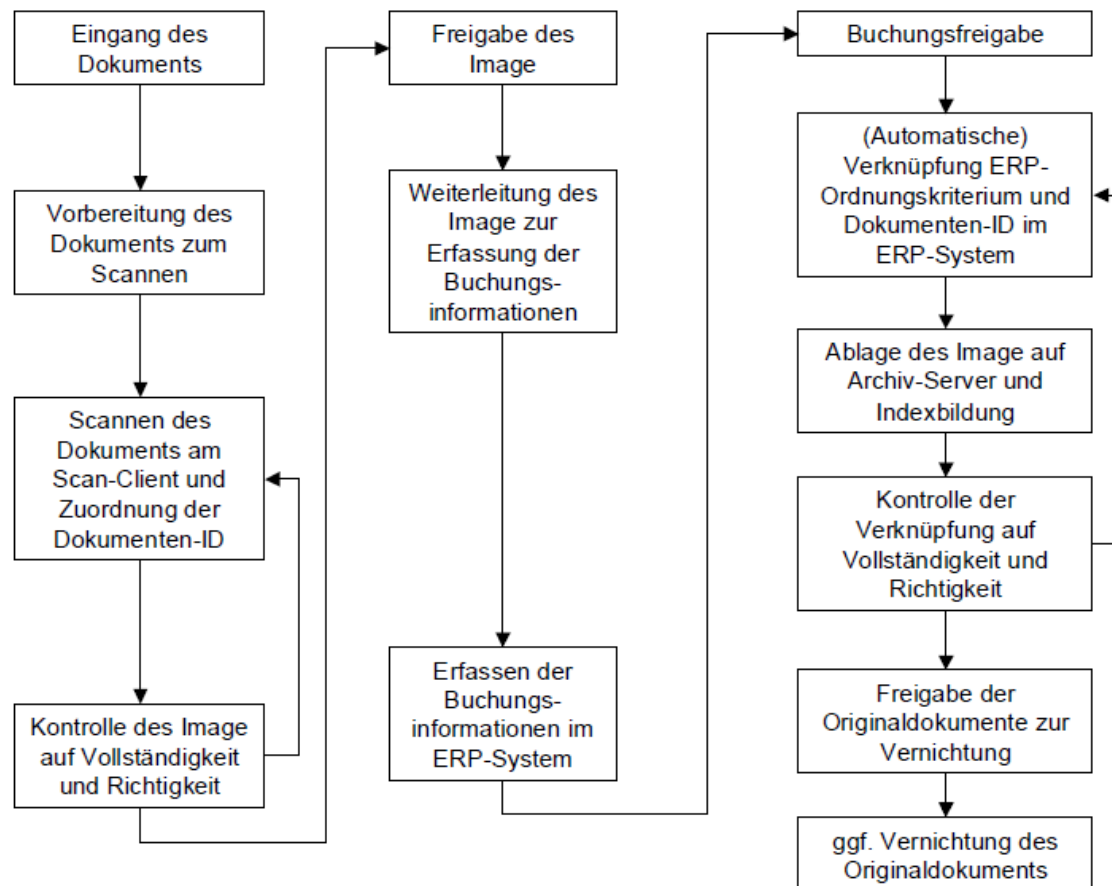 Eingang des
Dokuments
Vorbereitung des
Dokuments zum
Scannen
Scannen des
Dokuments am
Scan-Client und
Zuordnung der
Dokumenten-ID
Kontrolle des Image
auf Vollständigkeit
und Richtigkeit
Freigabe des
Image
Weiterleitung des
Image zur
Erfassung der
Buchungs-
informationen
Erfassen der
Buchungs-
informationen im
ERP-System
Buchungsfreigabe
(Automatische)
Verknüpfung ERP-
Ordnungskriterium und
Dokumenten-ID im
ERP-System
Ablage des Image auf
Archiv-Server und
Indexbildung
Kontrolle der
Verknüpfung auf
Vollständigkeit und
Richtigkeit
Freigabe der
Originaldokumente zur
Vernichtung
ggf. Vernichtung des
Originaldokuments